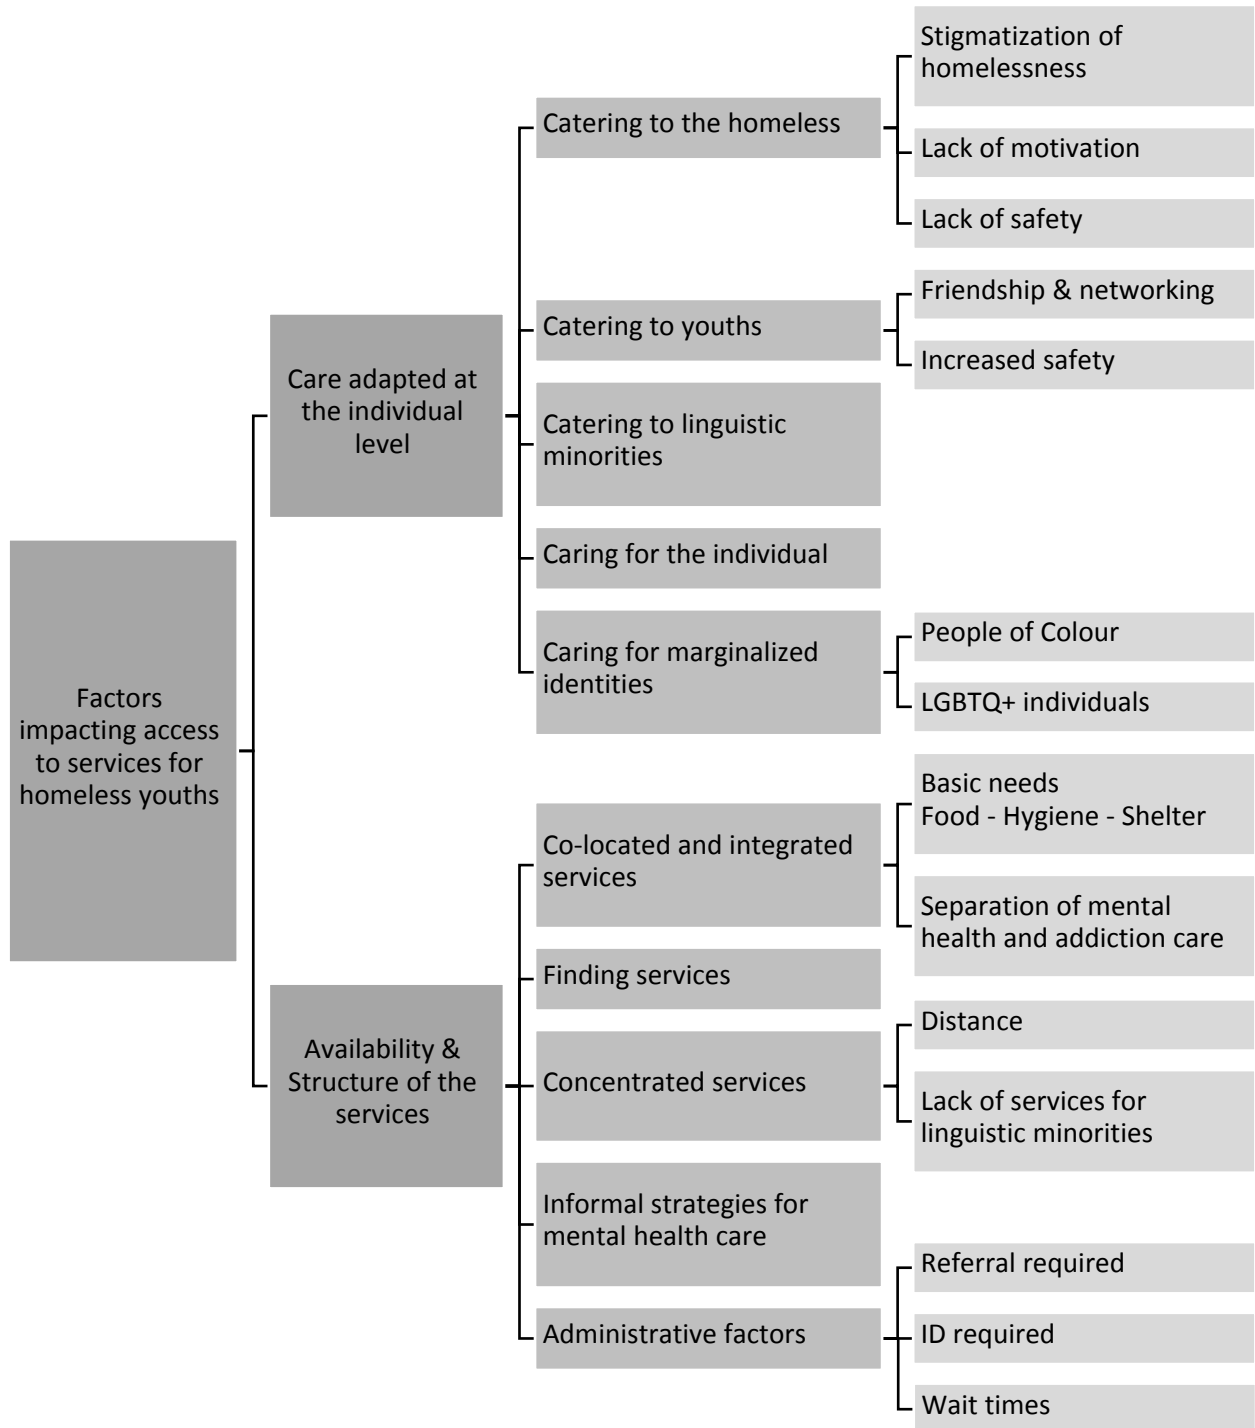 Factors
impacting access
to services for
homeless youths
Care adapted at
the individual
level
Catering to the homeless
Stigmatization of
homelessness
Lack of motivation
Lack of safety
Catering to youths
Friendship & networking
Increased safety
Catering to linguistic
minorities
Caring for the individual
Caring for marginalized
identities
People of Colour
LGBTQ+ individuals
Availability &
Structure of the
services
Co-located and integrated
services
Basic needs
Food - Hygiene - Shelter
Separation of mental
health and addiction care
Finding services
Concentrated services
Distance
Lack of services for
linguistic minorities
Informal strategies for
mental health care
Administrative factors
Referral required
ID required
Wait times